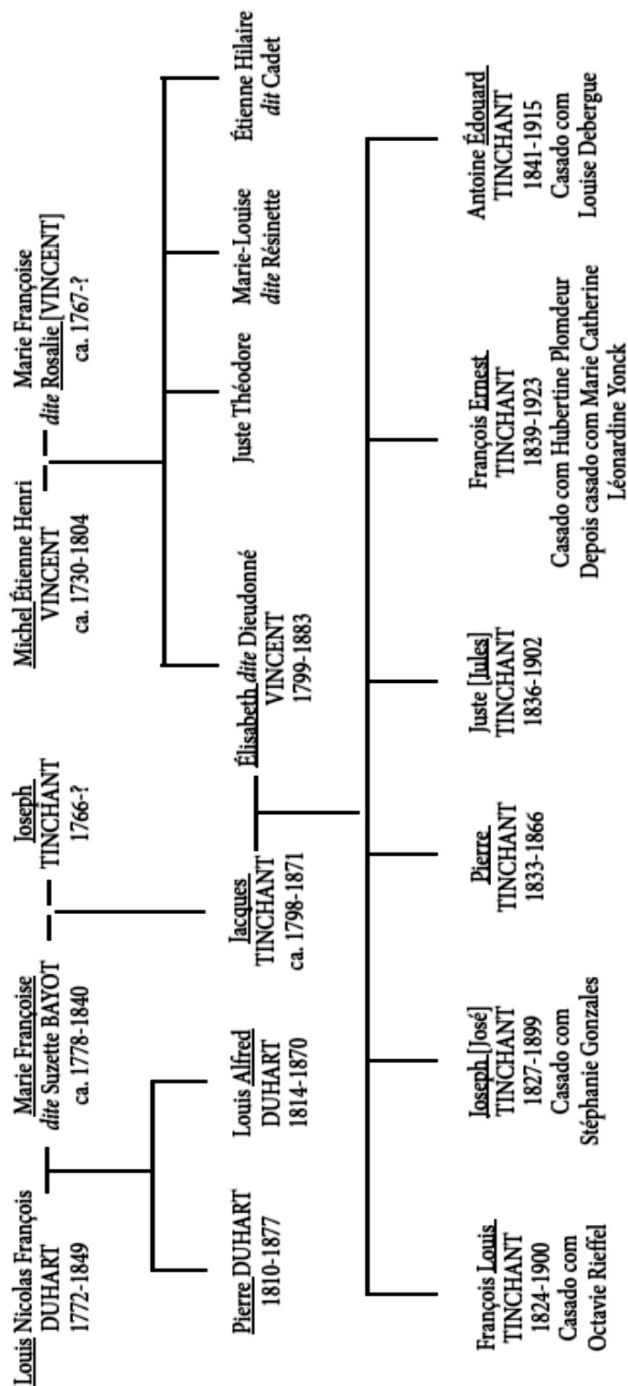 Louis Nicolas François
DUHART
1772-1849
Marie Françoise
dite Suzette BAYOT
ca. 1778-1840
Joseph
TINCHANT
1766-?
Michel Étienne Henri
VINCENT
ca. 1730-1804
Marie Françoise
dite Rosalie [VINCENT]
ca. 1767-?
Pierre DUHART
1810-1877
Louis Alfred
DUHART
1814-1870
Jacques
TINCHANT
ca. 1798-1871
Élisabeth dite Dieudonné
VINCENT
1799-1883
Juste Théodore
Marie-Louise
dite Résinette
Étienne Hilaire
dit Cadet
François Louis
TINCHANT
1824-1900
Casado com
Octavie Rieffel
Joseph [José]
TINCHANT
1827-1899
Casado com
Stéphanie Gonzales
Pierre
TINCHANT
1833-1866
Juste [Jules]
TINCHANT
1836-1902
François Ernest
TINCHANT
1839-1923
Casado com Hubertine Plomdeur
Depois casado com Marie Catherine
Léonardine Yonck
Antoine Édouard
TINCHANT
1841-1915
Casado com
Louise Debergue